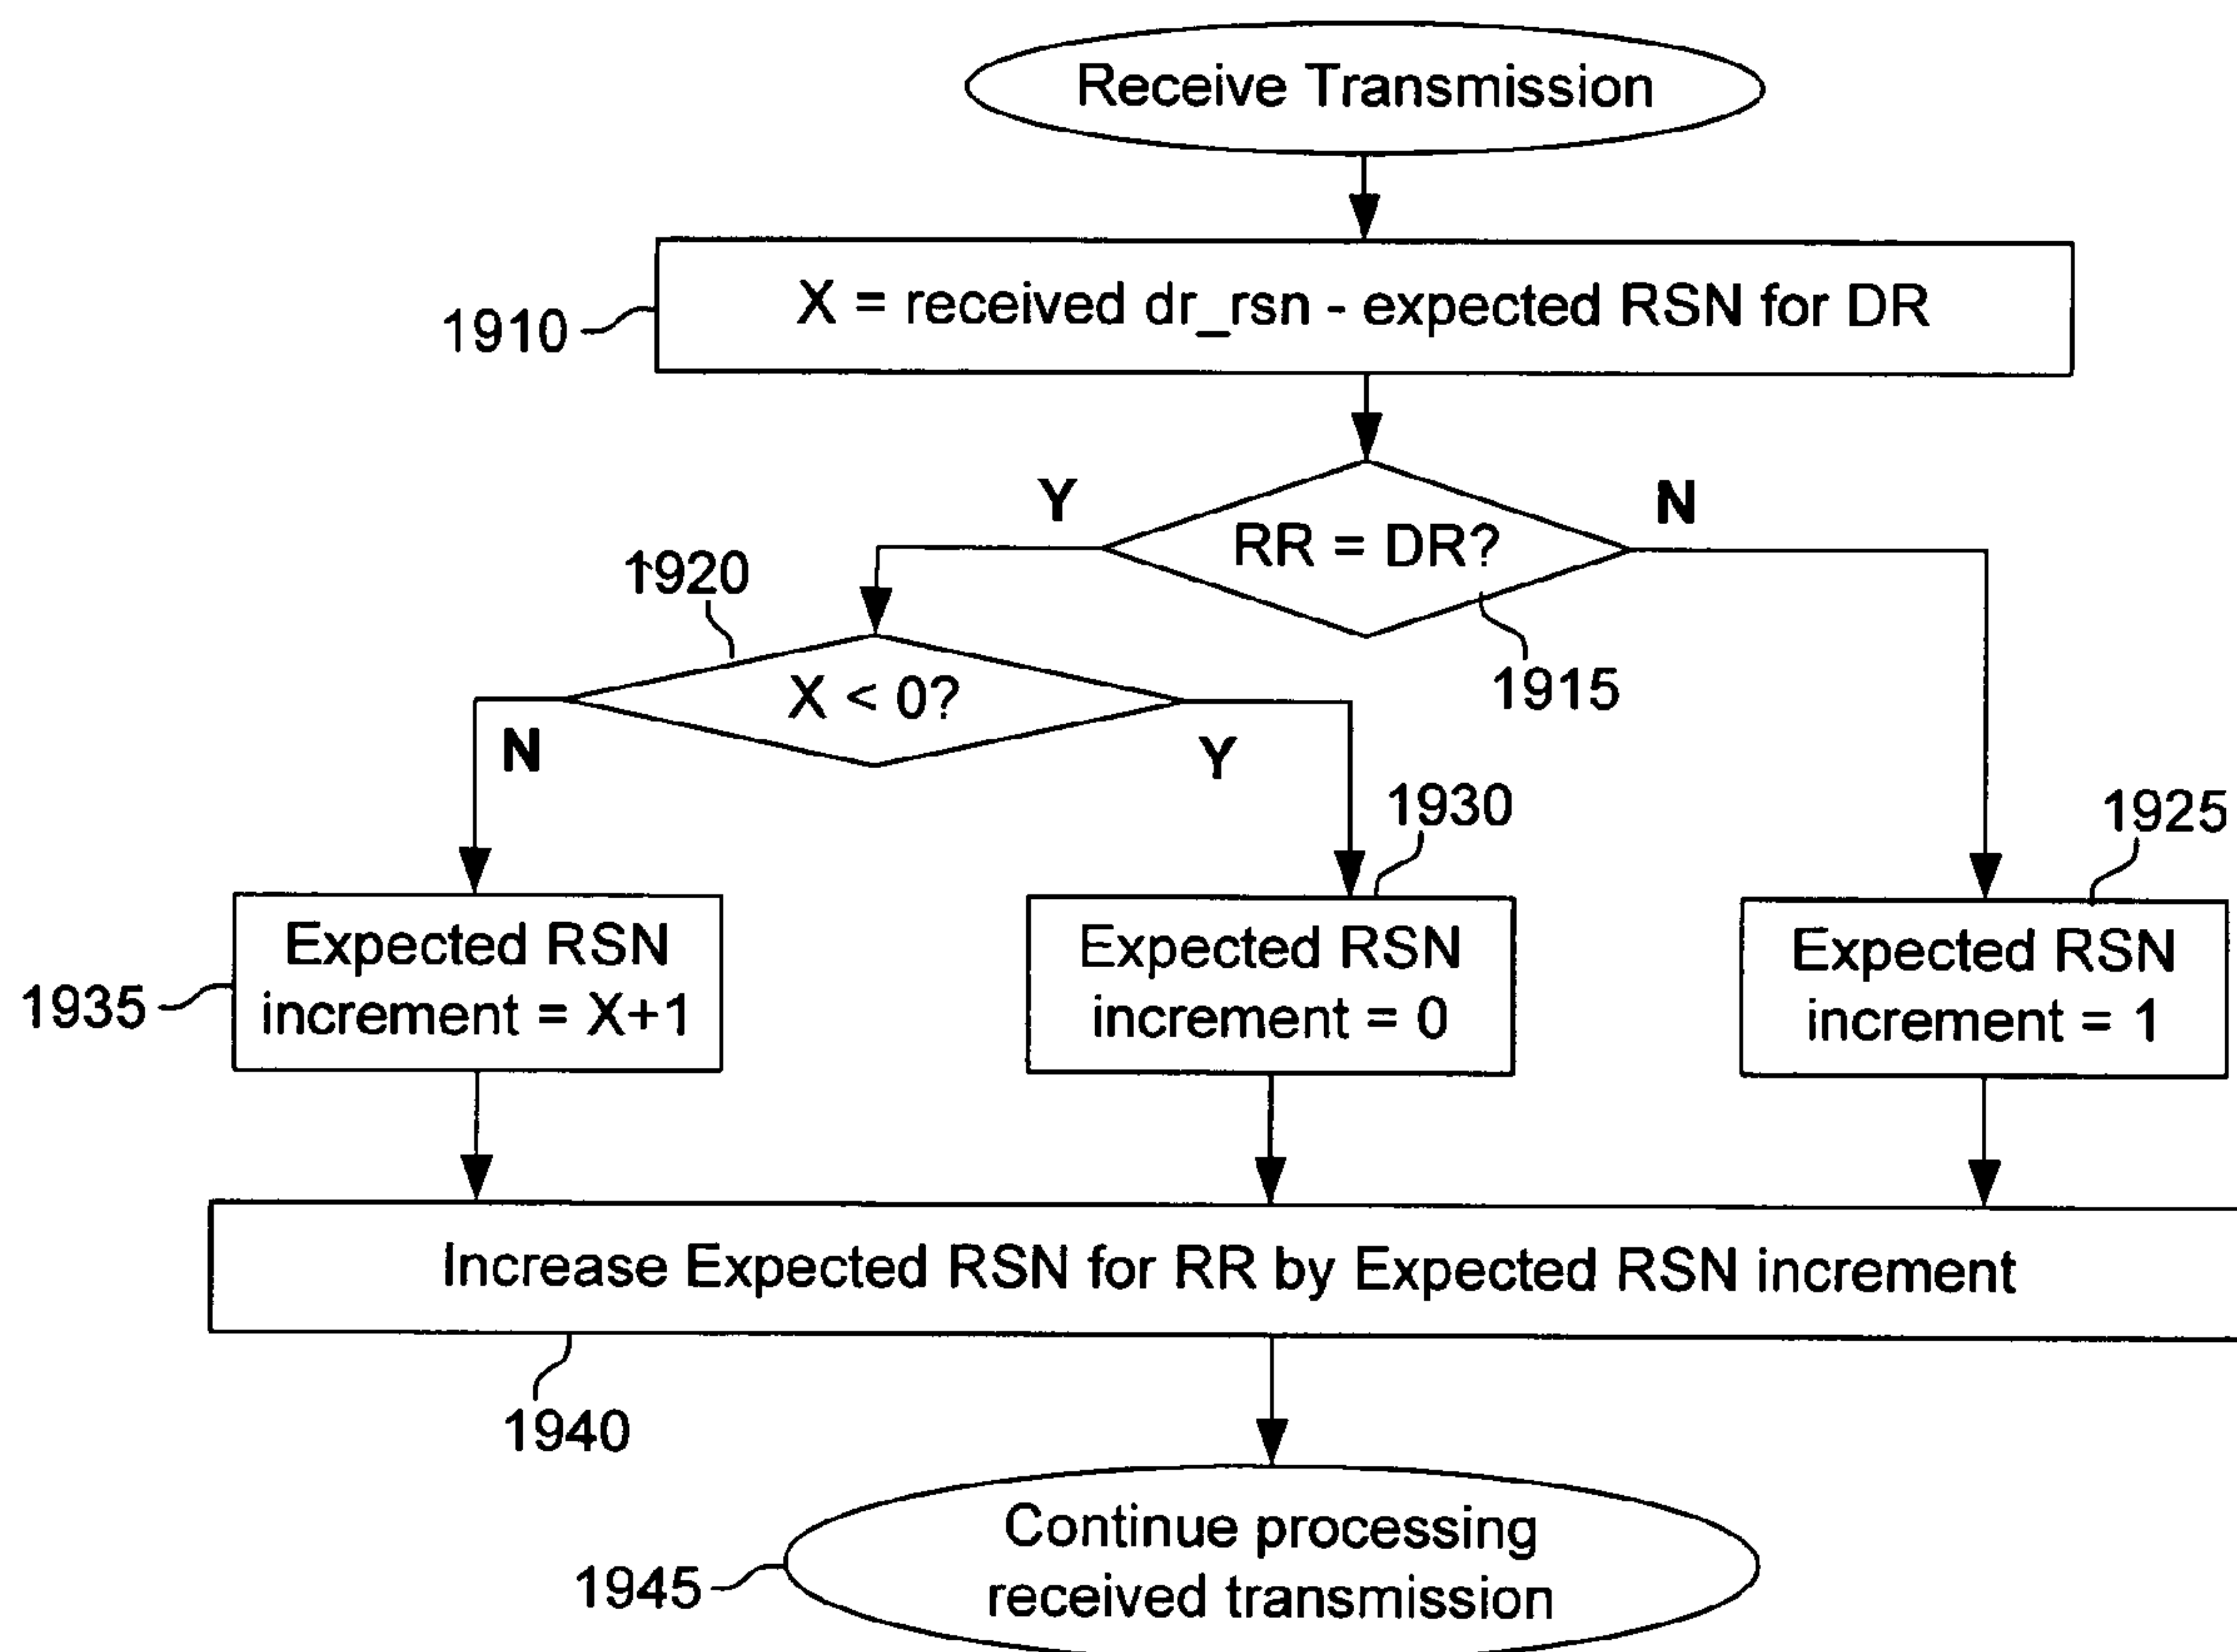 Receive Transmission
X = received dr_rsn - expected RSN for DR
1910
Y
N
RR = DR?
1920
1915
X < 0?
N
Y
1930
1925
Expected RSN
increment = X+1
1935
Expected RSN
increment = 0
Expected RSN
increment = 1
Increase Expected RSN for RR by Expected RSN increment
1940
Continue processing
received transmission
1945